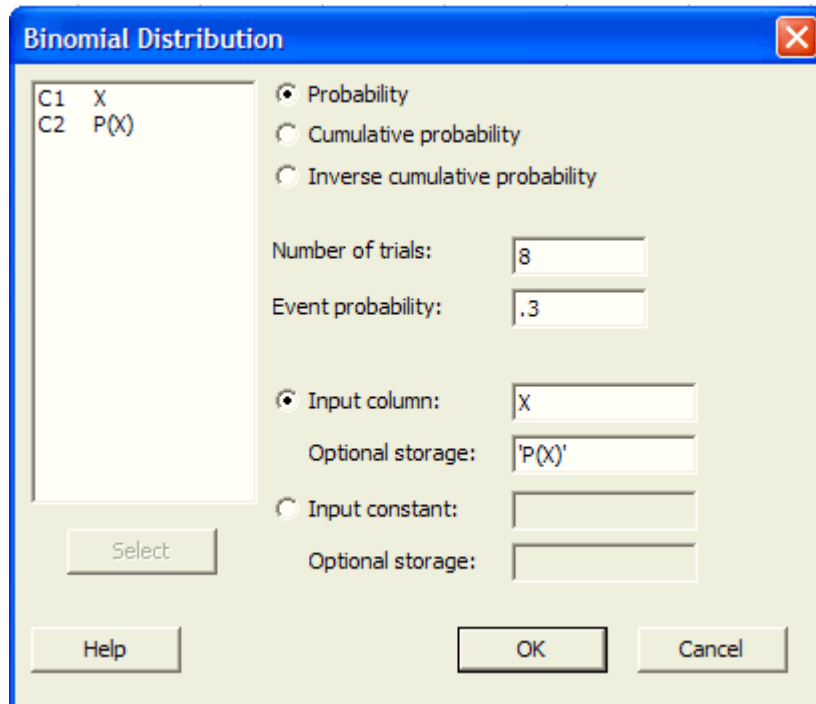 Binomial Distribution
C1 X
C2 P(X)
Probability
Cumulative probability
Inverse cumulative probability
Number of trials: 8
Event probability: .3
Input column: X
Optional storage: 'P(X)'
Input constant:
Optional storage:
Select
Help OK Cancel